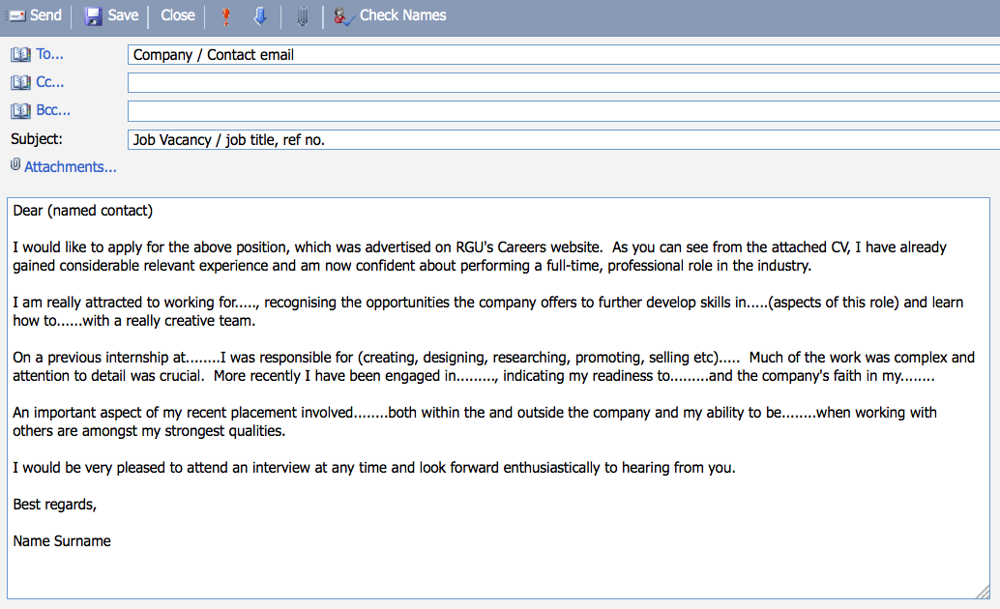 Send Save Close Check Names
To... Company / Contact email
Cc...
Bcc...
Subject: Job Vacancy / job title, ref no.
Attachments...
Dear (named contact)
I would like to apply for the above position, which was advertised on RGU's Careers website.  As you can see from the attached CV, I have already
gained considerable relevant experience and am now confident about performing a full-time, professional role in the industry.
I am really attracted to working for....., recognising the opportunities the company offers to further develop skills in.....(aspects of this role) and learn
how to......with a really creative team.
On a previous internship at........I was responsible for (creating, designing, researching, promoting, selling etc).....  Much of the work was complex and
attention to detail was crucial.  More recently I have been engaged in........., indicating my readiness to.........and the company's faith in my........
An important aspect of my recent placement involved........both within the and outside the company and my ability to be........when working with
others are amongst my strongest qualities.
I would be very pleased to attend an interview at any time and look forward enthusiastically to hearing from you.
Best regards,
Name Surname